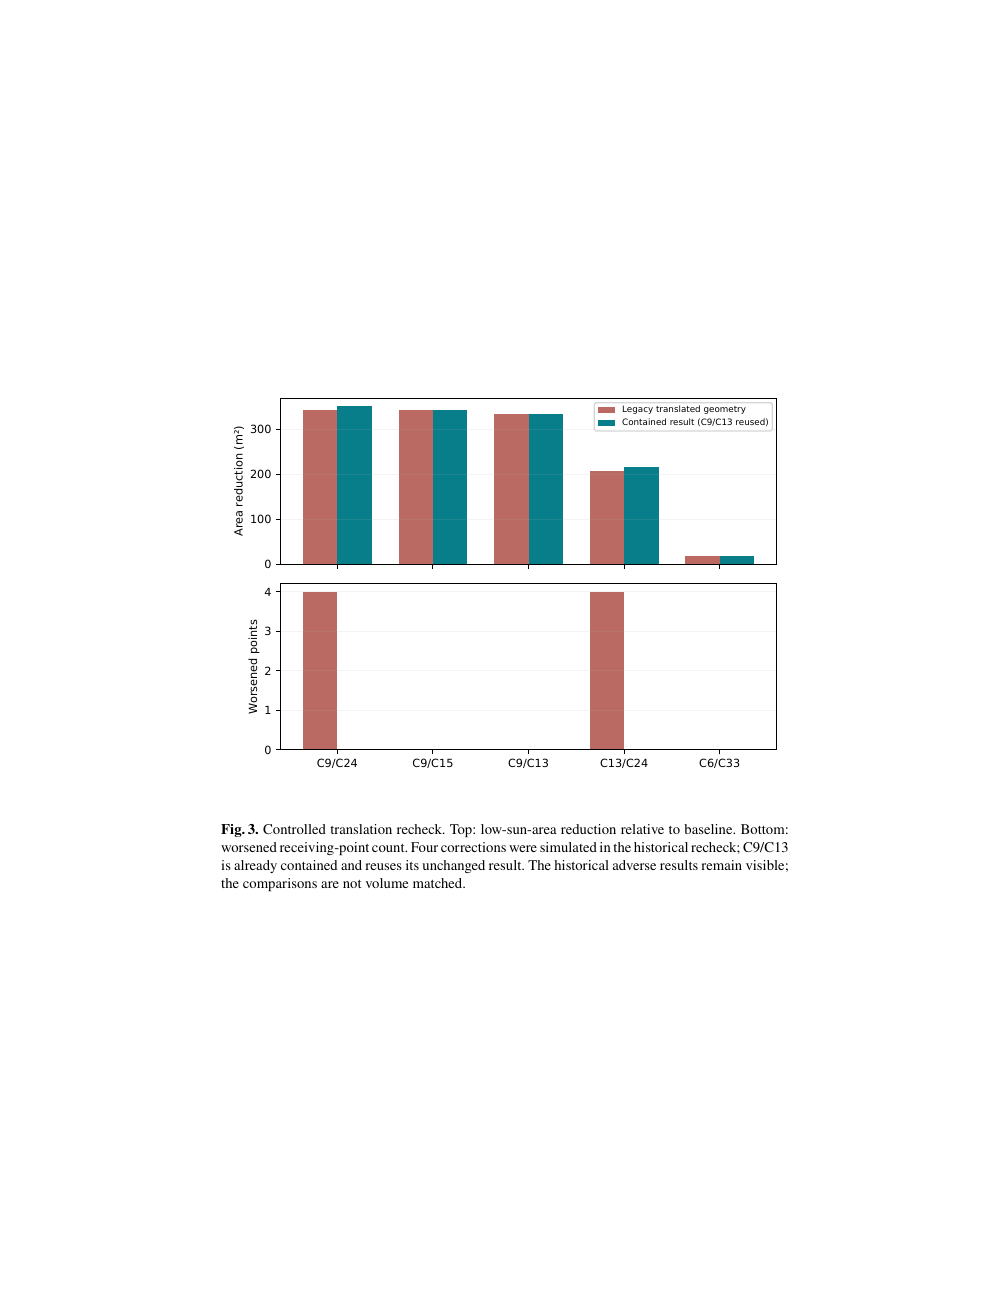 Legacy translated geometry
Contained result (C9/C13 reused)
Area reduction (m²)
300
200
100
0
Worsened points
4
3
2
1
0
C9/C24 C9/C15 C9/C13 C13/C24 C6/C33
Fig. 3. Controlled translation recheck. Top: low-sun-area reduction relative to baseline. Bottom:
worsened receiving-point count. Four corrections were simulated in the historical recheck; C9/C13
is already contained and reuses its unchanged result. The historical adverse results remain visible;
the comparisons are not volume matched.